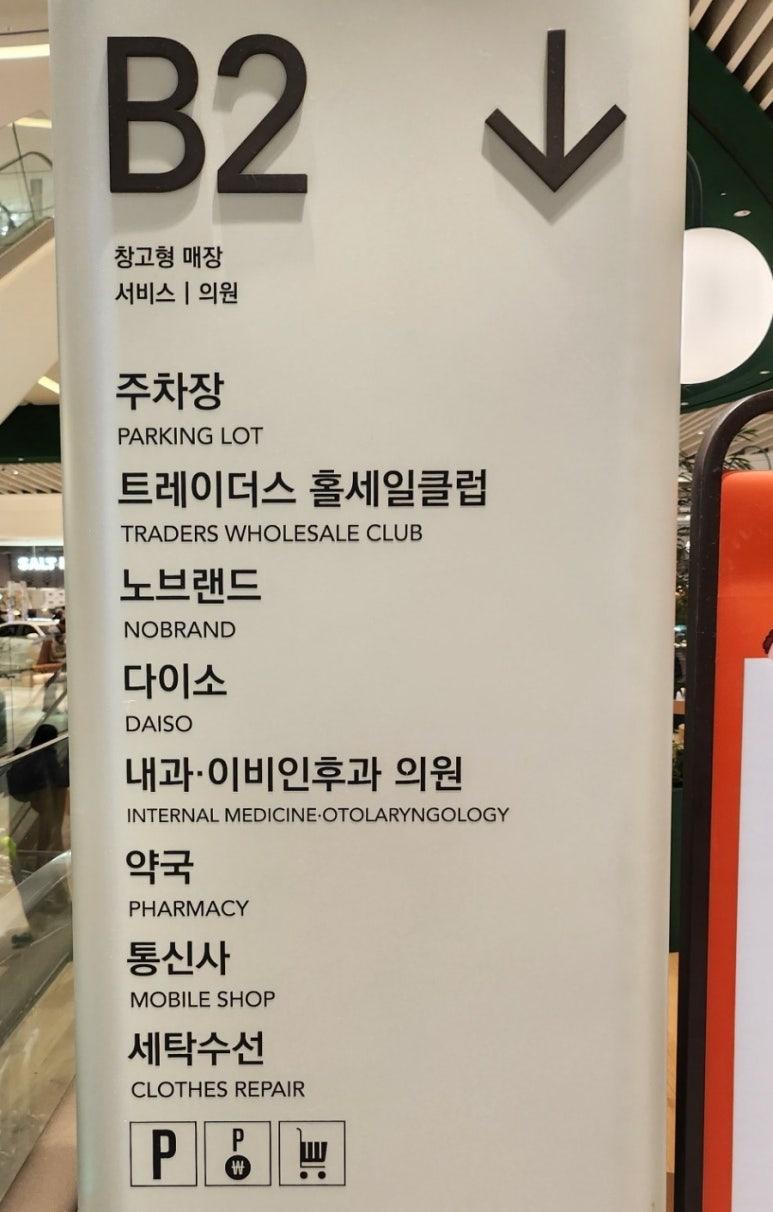 B2
창고형 매장
서비스 | 의원
주차장
PARKING LOT
트레이더스 홀세일클럽
TRADERS WHOLESALE CLUB
노브랜드
NOBRAND
다이소
DAISO
내과·이비인후과 의원
INTERNAL MEDICINE·OTOLARYNGOLOGY
약국
PHARMACY
통신사
MOBILE SHOP
세탁수선
CLOTHES REPAIR
P P ₩
SALT